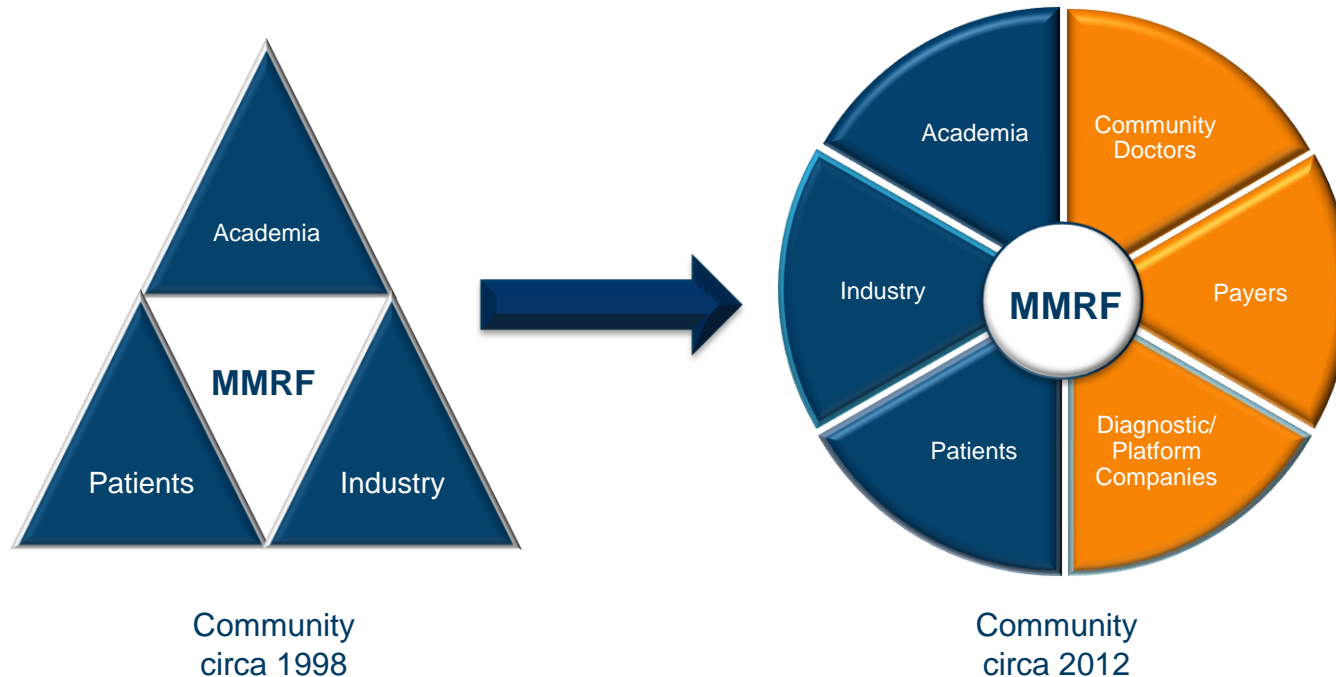 Academia
MMRF
Patients
Industry
Community
circa 1998
Academia
Community
Doctors
Industry
MMRF
Payers
Patients
Diagnostic/
Platform
Companies
Community
circa 2012